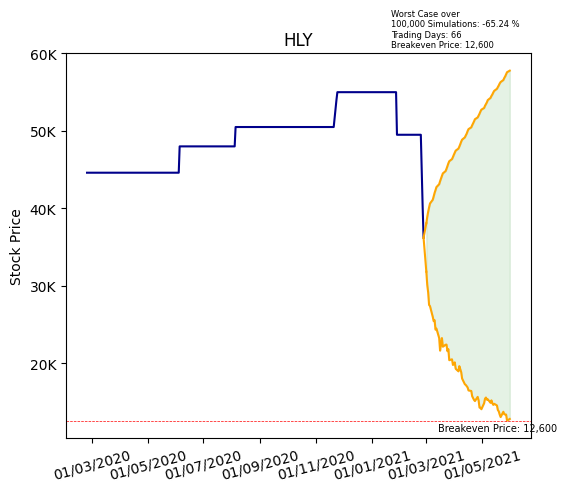 Worst Case over
100,000 Simulations: -65.24 %
Trading Days: 66
Breakeven Price: 12,600
HLY
60K
50K
40K
30K
20K
Stock Price
Breakeven Price: 12,600
01/03/2020 01/05/2020 01/07/2020 01/09/2020 01/11/2020 01/01/2021 01/03/2021 01/05/2021